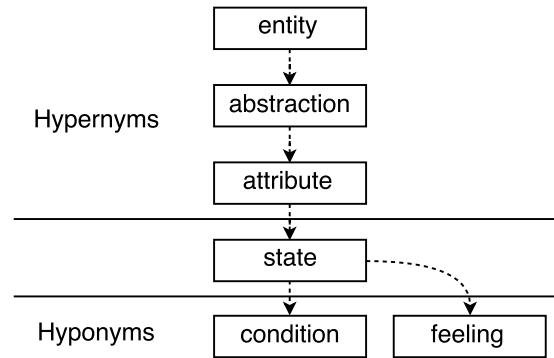 entity
abstraction
Hypernyms
attribute
state
Hyponyms
condition
feeling